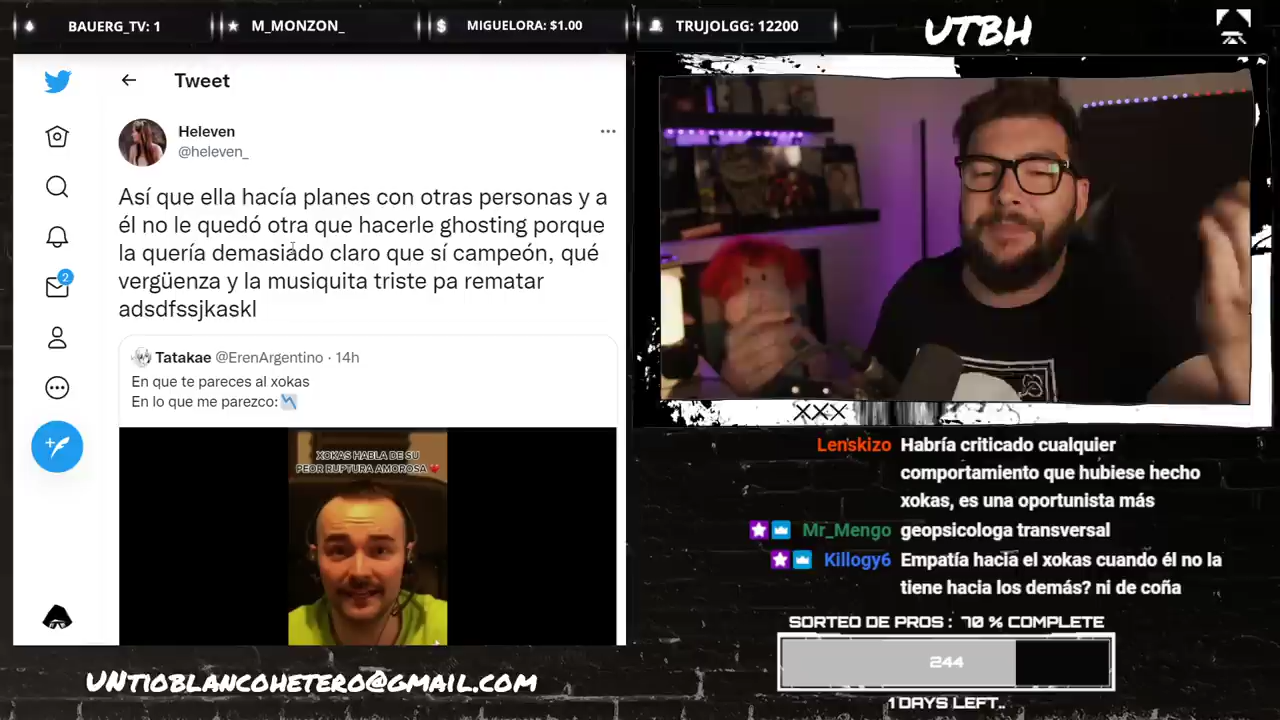 BAUERG_TV: 1
M_MONZON_
MIGUELORA: $1.00
TRUJOLGG: 12200
UTBH
Tweet
Heleven
@heleven_
Así que ella hacía planes con otras personas y a
él no le quedó otra que hacerle ghosting porque
la quería demasiado claro que sí campeón, qué
vergüenza y la musiquita triste pa rematar
adsdfssjkaskl
2
Tatakae @ErenArgentino · 14h
En que te pareces al xokas
En lo que me parezco:
XOKAS HABLA DE SU
PEOR RUPTURA AMOROSA
XXX
Lenskizo Habría criticado cualquier
comportamiento que hubiese hecho
xokas, es una oportunista más
Mr_Mengo geopsicologa transversal
Killogy6 Empatía hacia el xokas cuando él no la
tiene hacia los demás? ni de coña
SORTEO DE PROS : 70 % COMPLETE
244
1 DAYS LEFT..
UNTIOBLANCOHETERO@GMAIL.COM